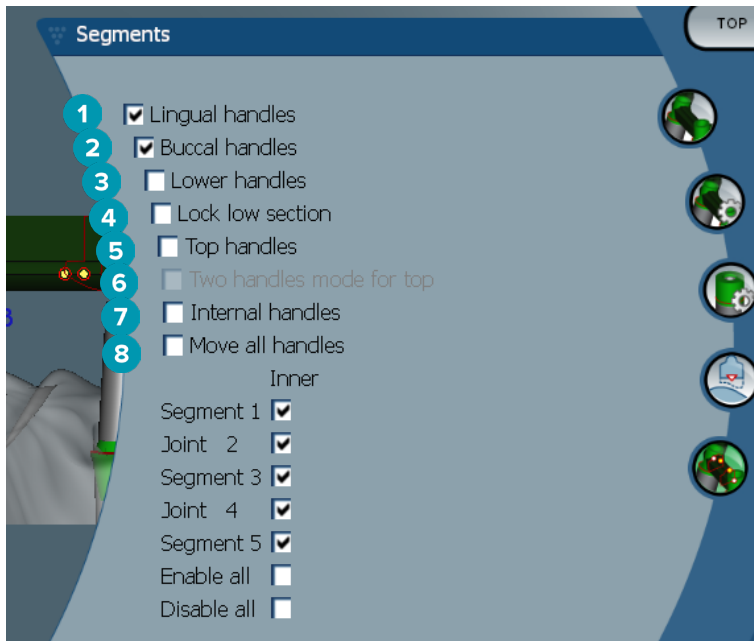 TOP
Segments
1 Lingual handles
2 Buccal handles
3 Lower handles
4 Lock low section
5 Top handles
6 Two handles mode for top
7 Internal handles
8 Move all handles
Inner
Segment 1
Joint 2
Segment 3
Joint 4
Segment 5
Enable all
Disable all